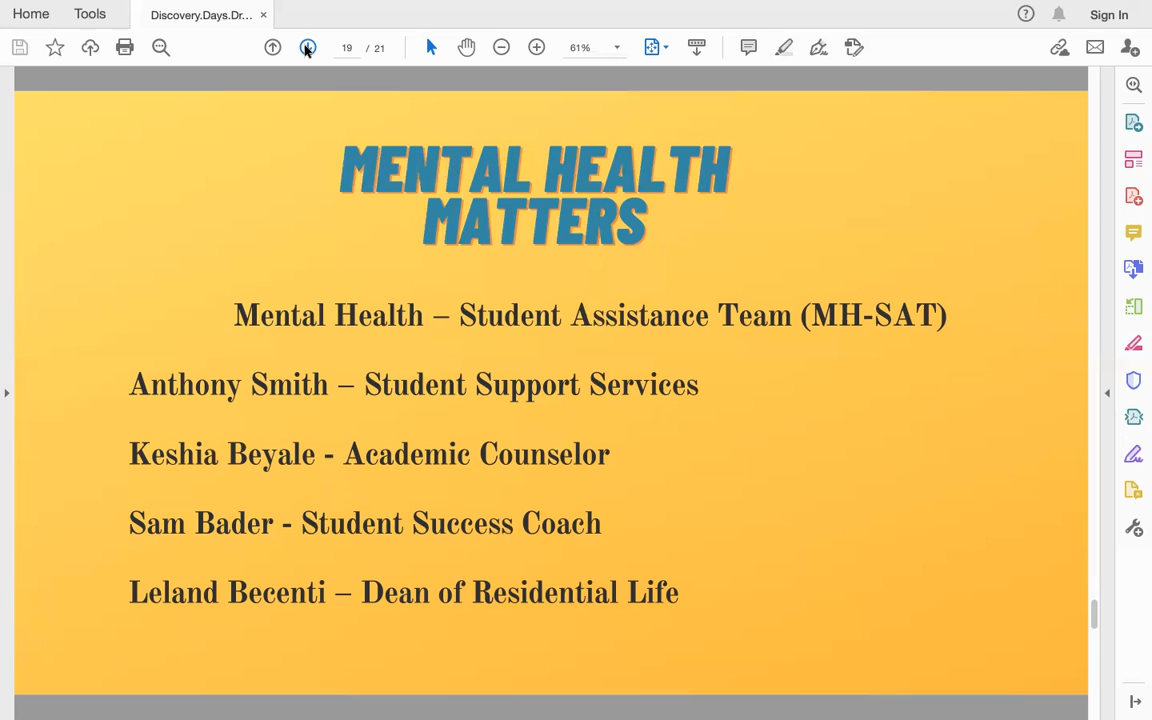 Home
Tools
Discovery.Days.Dr... ×
Sign In
19 / 21
61%
MENTAL HEALTH
MATTERS
Mental Health – Student Assistance Team (MH-SAT)
Anthony Smith – Student Support Services
Keshia Beyale - Academic Counselor
Sam Bader - Student Success Coach
Leland Becenti – Dean of Residential Life